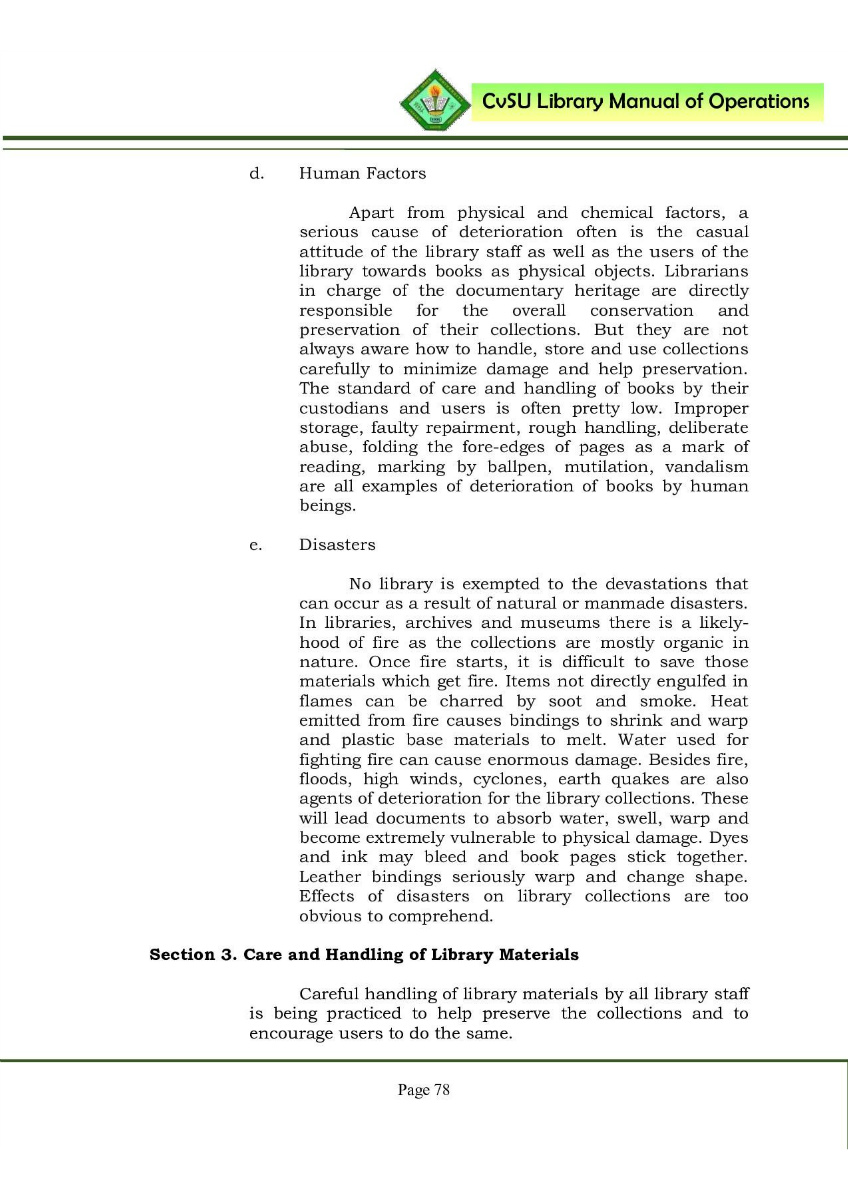 CvSU Library Manual of Operations
d. Human Factors
Apart from physical and chemical factors, a
serious cause of deterioration often is the casual
attitude of the library staff as well as the users of the
library towards books as physical objects. Librarians
in charge of the documentary heritage are directly
responsible for the overall conservation and
preservation of their collections. But they are not
always aware how to handle, store and use collections
carefully to minimize damage and help preservation.
The standard of care and handling of books by their
custodians and users is often pretty low. Improper
storage, faulty repairment, rough handling, deliberate
abuse, folding the fore-edges of pages as a mark of
reading, marking by ballpen, mutilation, vandalism
are all examples of deterioration of books by human
beings.
e. Disasters
No library is exempted to the devastations that
can occur as a result of natural or manmade disasters.
In libraries, archives and museums there is a likely-
hood of fire as the collections are mostly organic in
nature. Once fire starts, it is difficult to save those
materials which get fire. Items not directly engulfed in
flames can be charred by soot and smoke. Heat
emitted from fire causes bindings to shrink and warp
and plastic base materials to melt. Water used for
fighting fire can cause enormous damage. Besides fire,
floods, high winds, cyclones, earth quakes are also
agents of deterioration for the library collections. These
will lead documents to absorb water, swell, warp and
become extremely vulnerable to physical damage. Dyes
and ink may bleed and book pages stick together.
Leather bindings seriously warp and change shape.
Effects of disasters on library collections are too
obvious to comprehend.
Section 3. Care and Handling of Library Materials
Careful handling of library materials by all library staff
is being practiced to help preserve the collections and to
encourage users to do the same.
Page 78